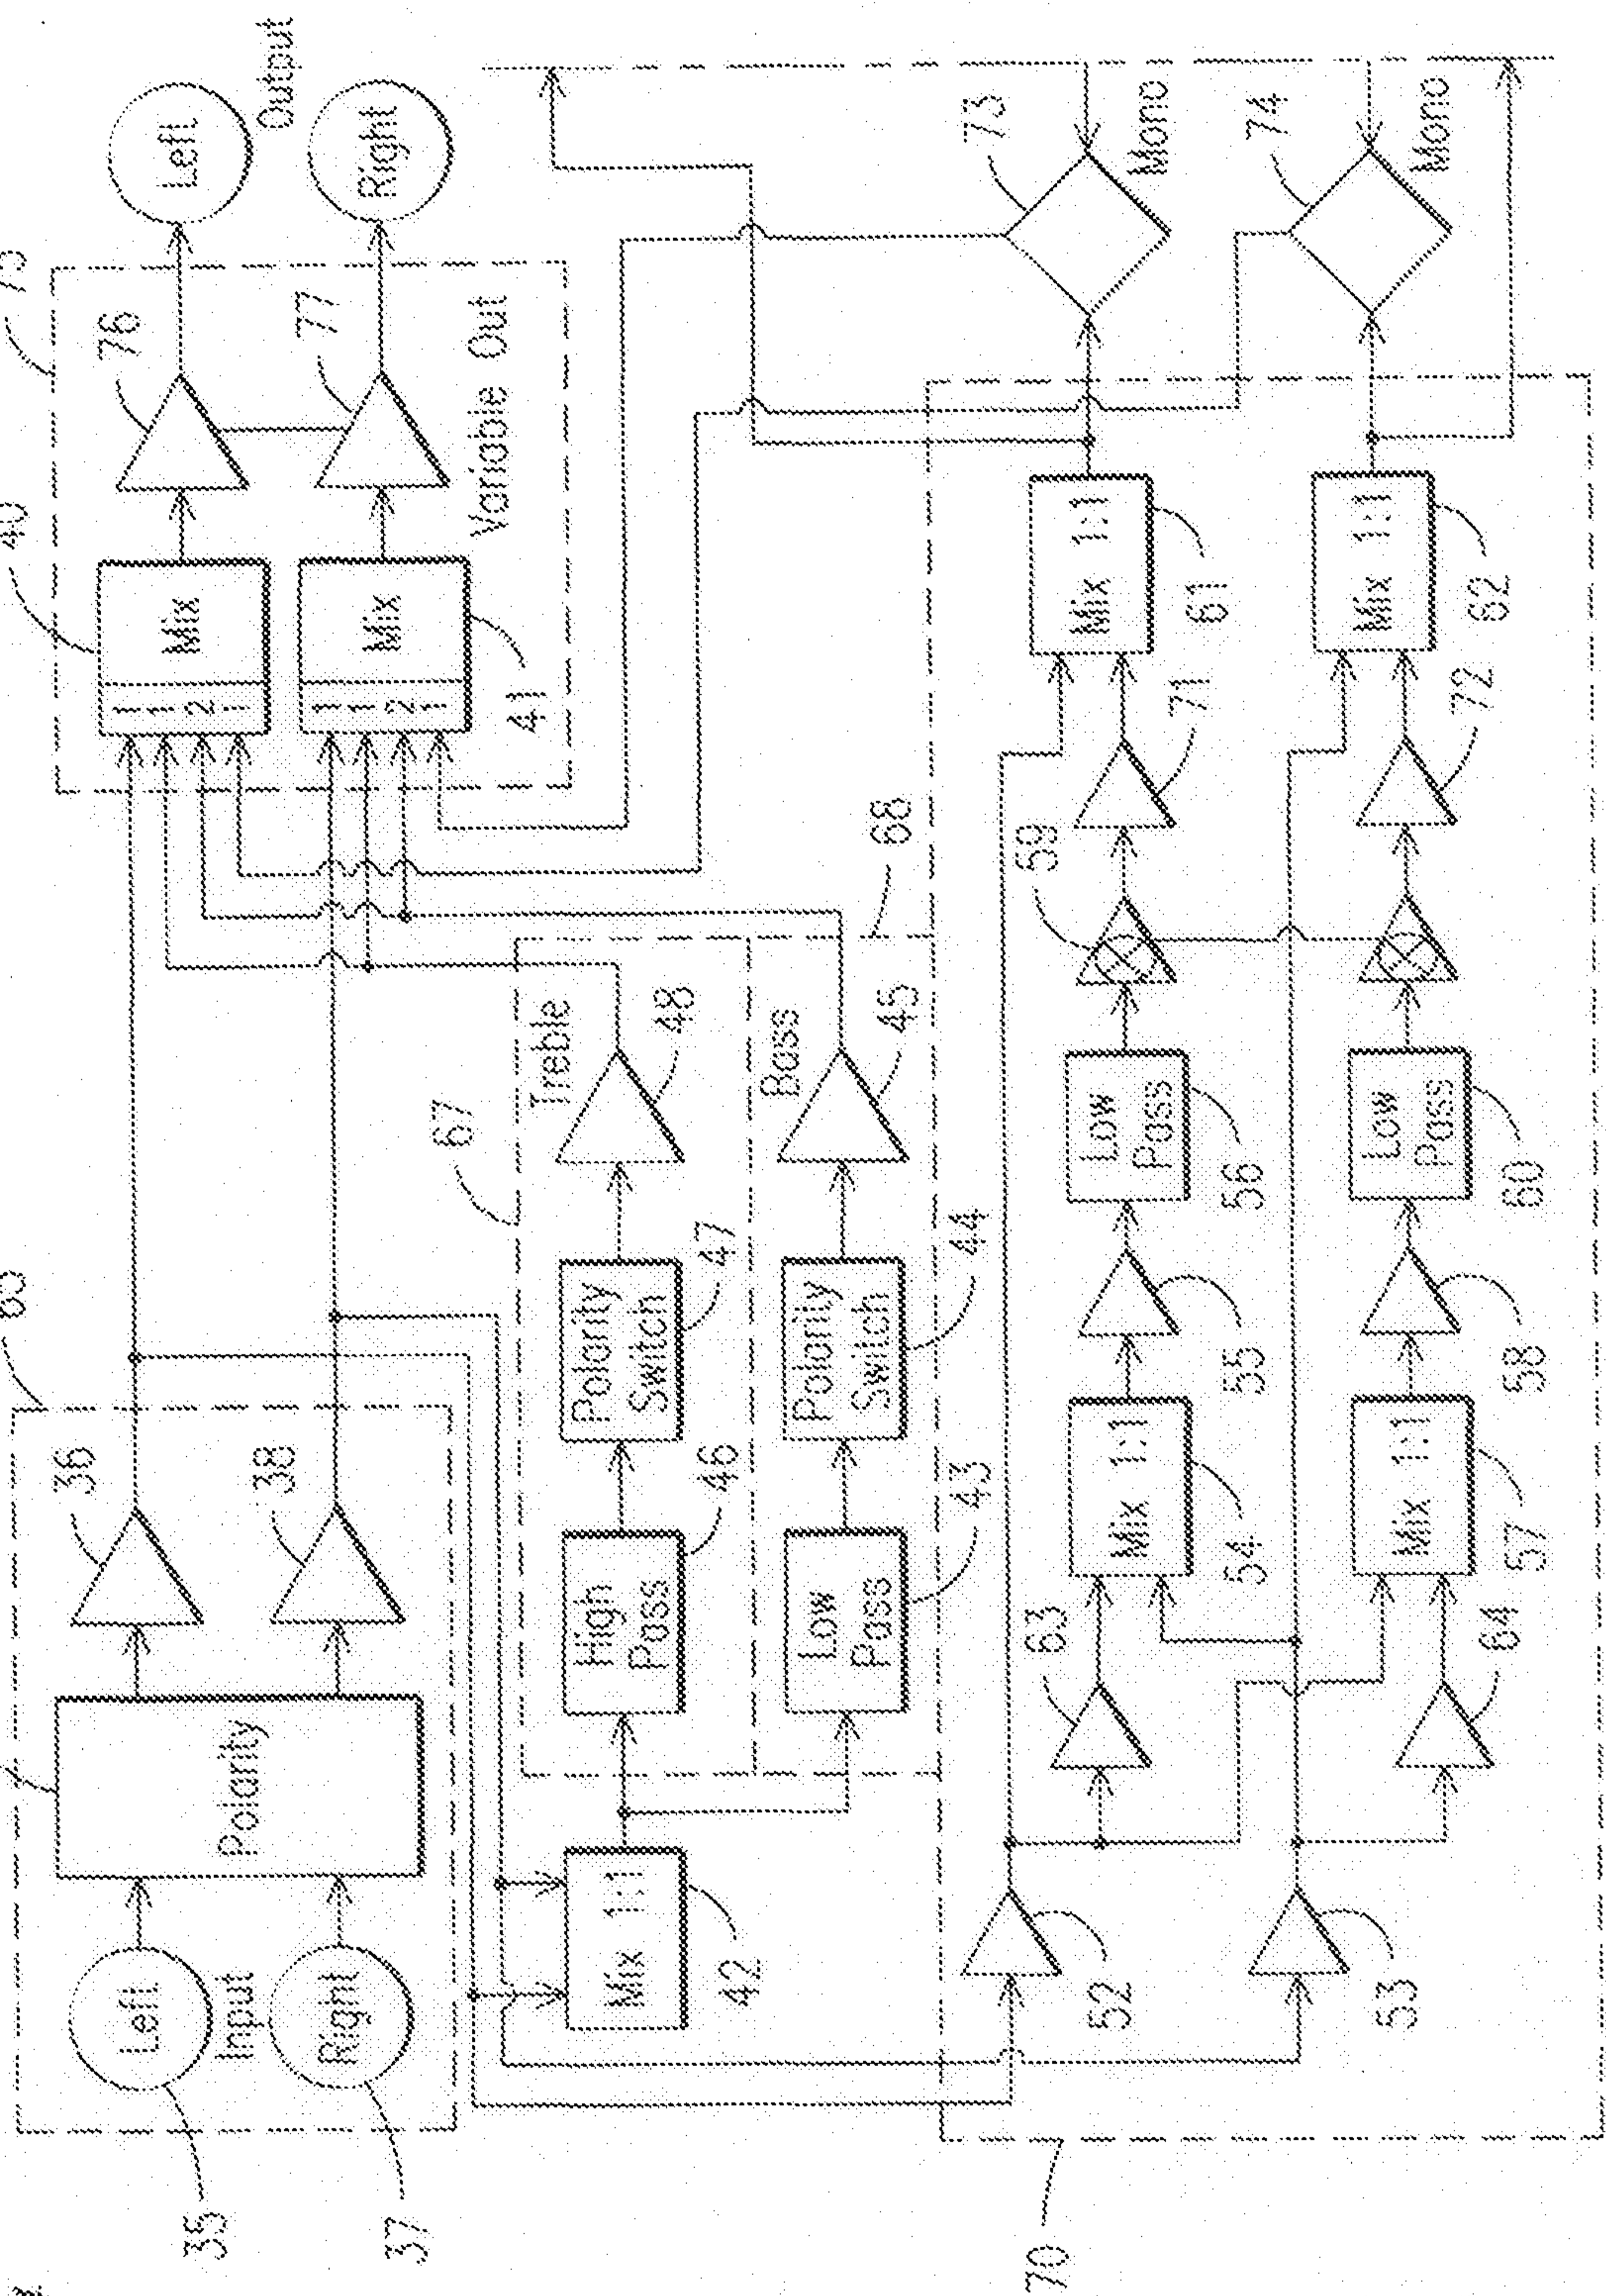 35
Left
Input
37
Right
Polarity
36
38
40
1 1 2 1
Mix
1 1 2 1
Mix
41
76
77
Variable Out
Left
Output
Right
42
Mix 1:1
67
Treble
High
Pass
46
Polarity
Switch
47
48
68
Bass
Low
Pass
43
Polarity
Switch
44
45
70
52
63
Mix 1:1
54
55
Low
Pass
56
59
71
Mix 1:1
61
73
Mono
53
64
Mix 1:1
57
58
Low
Pass
60
72
Mix 1:1
62
74
Mono